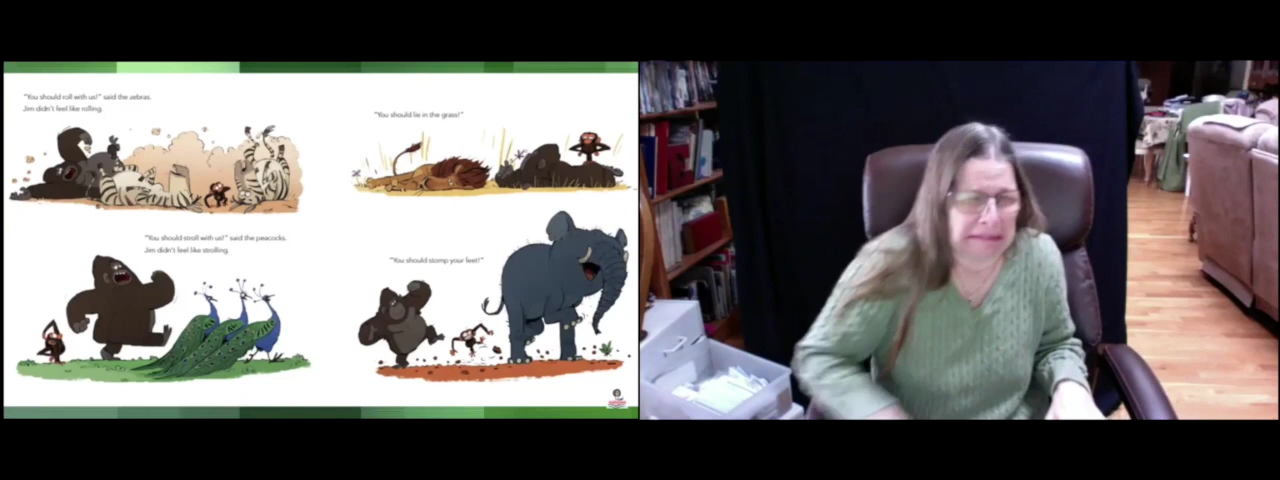 "You should roll with us!" said the zebras.
Jim didn't feel like rolling.
"You should lie in the grass!"
"You should stroll with us!" said the peacocks.
Jim didn't feel like strolling.
"You should stomp your feet!"